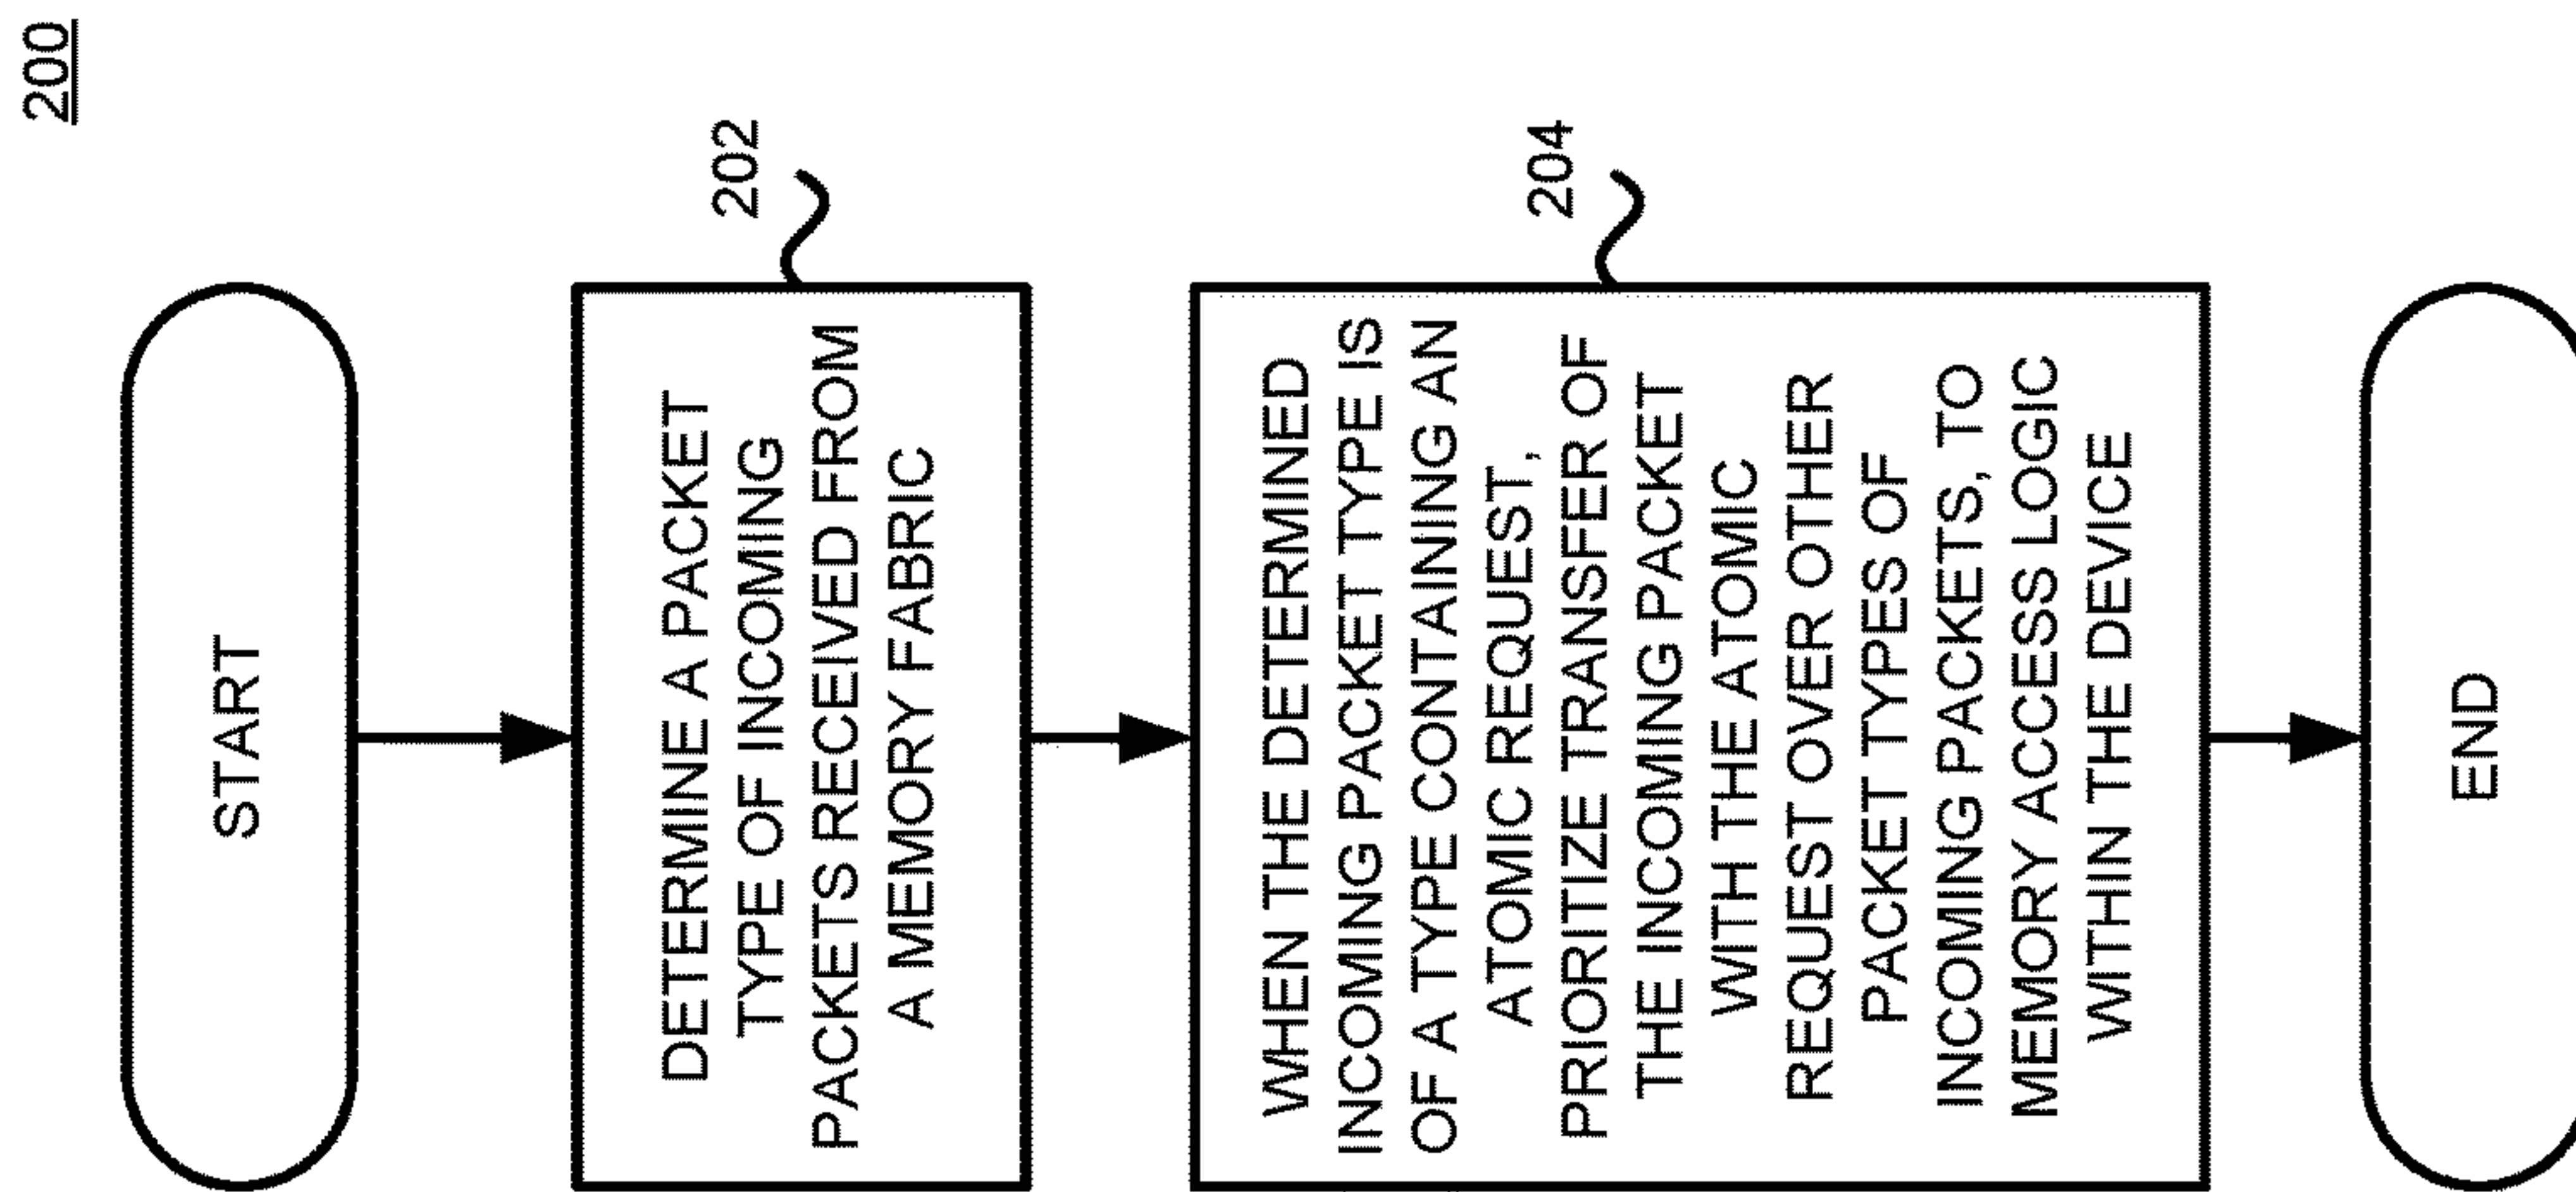 200
START
202
DETERMINE A PACKET
TYPE OF INCOMING
PACKETS RECEIVED FROM
A MEMORY FABRIC
204
WHEN THE DETERMINED
INCOMING PACKET TYPE IS
OF A TYPE CONTAINING AN
ATOMIC REQUEST,
PRIORITIZE TRANSFER OF
THE INCOMING PACKET
WITH THE ATOMIC
REQUEST OVER OTHER
PACKET TYPES OF
INCOMING PACKETS, TO
MEMORY ACCESS LOGIC
WITHIN THE DEVICE
END